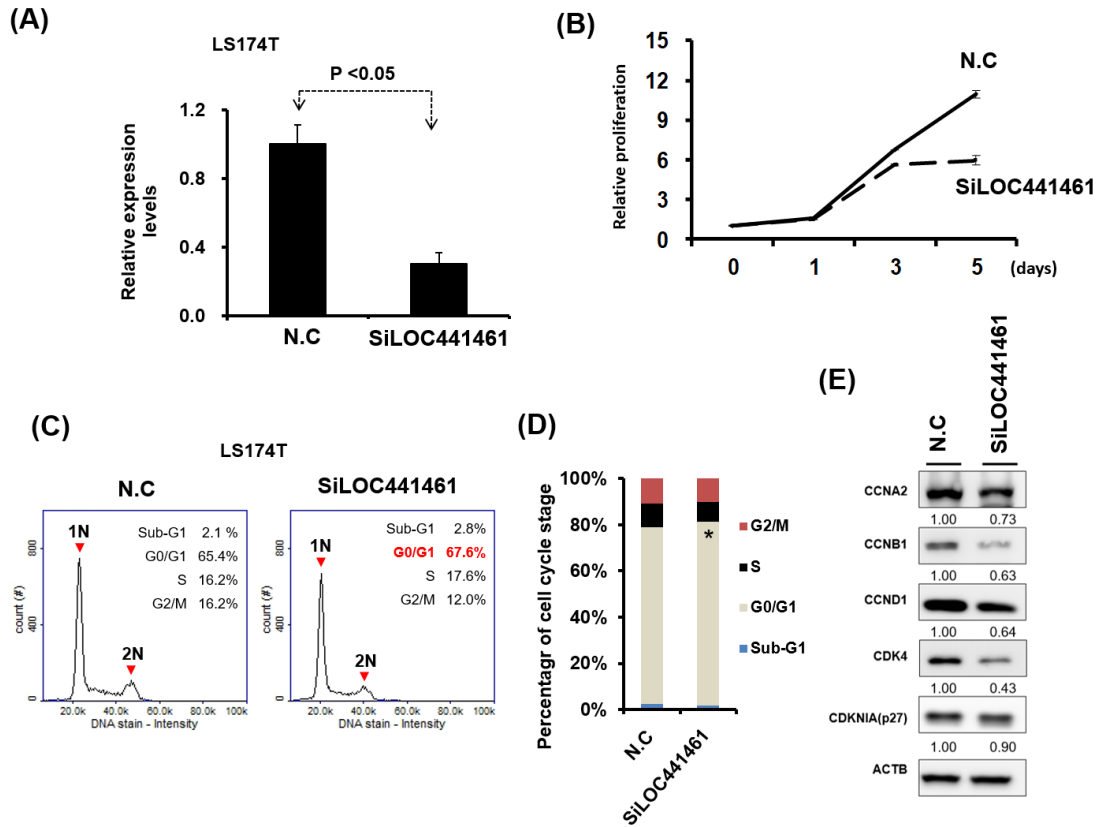 (A)
LS174T
P <0.05
Relative expression
levels
1.2
0.8
0.4
0.0
N.C
SiLOC441461
(B)
Relative proliferation
15
12
9
6
3
0
N.C
SiLOC441461
0 1 3 5 (days)
(C)
LS174T
N.C
1N
2N
Sub-G1 2.1 %
G0/G1 65.4%
S 16.2%
G2/M 16.2%
count (#)
800
400
0
20.0k 40.0k 60.0k 80.0k 100k
DNA stain - Intensity
SiLOC441461
1N
2N
Sub-G1 2.8%
G0/G1 67.6%
S 17.6%
G2/M 12.0%
count (#)
800
400
0
20.0k 40.0k 60.0k 80.0k 100k
DNA stain - Intensity
(D)
Percentagr of cell cycle stage
100%
80%
60%
40%
20%
0%
*
N.C
SiLOC441461
G2/M
S
G0/G1
Sub-G1
(E)
N.C
SiLOC441461
CCNA2
1.00 0.73
CCNB1
1.00 0.63
CCND1
1.00 0.64
CDK4
1.00 0.43
CDKNIA(p27)
1.00 0.90
ACTB